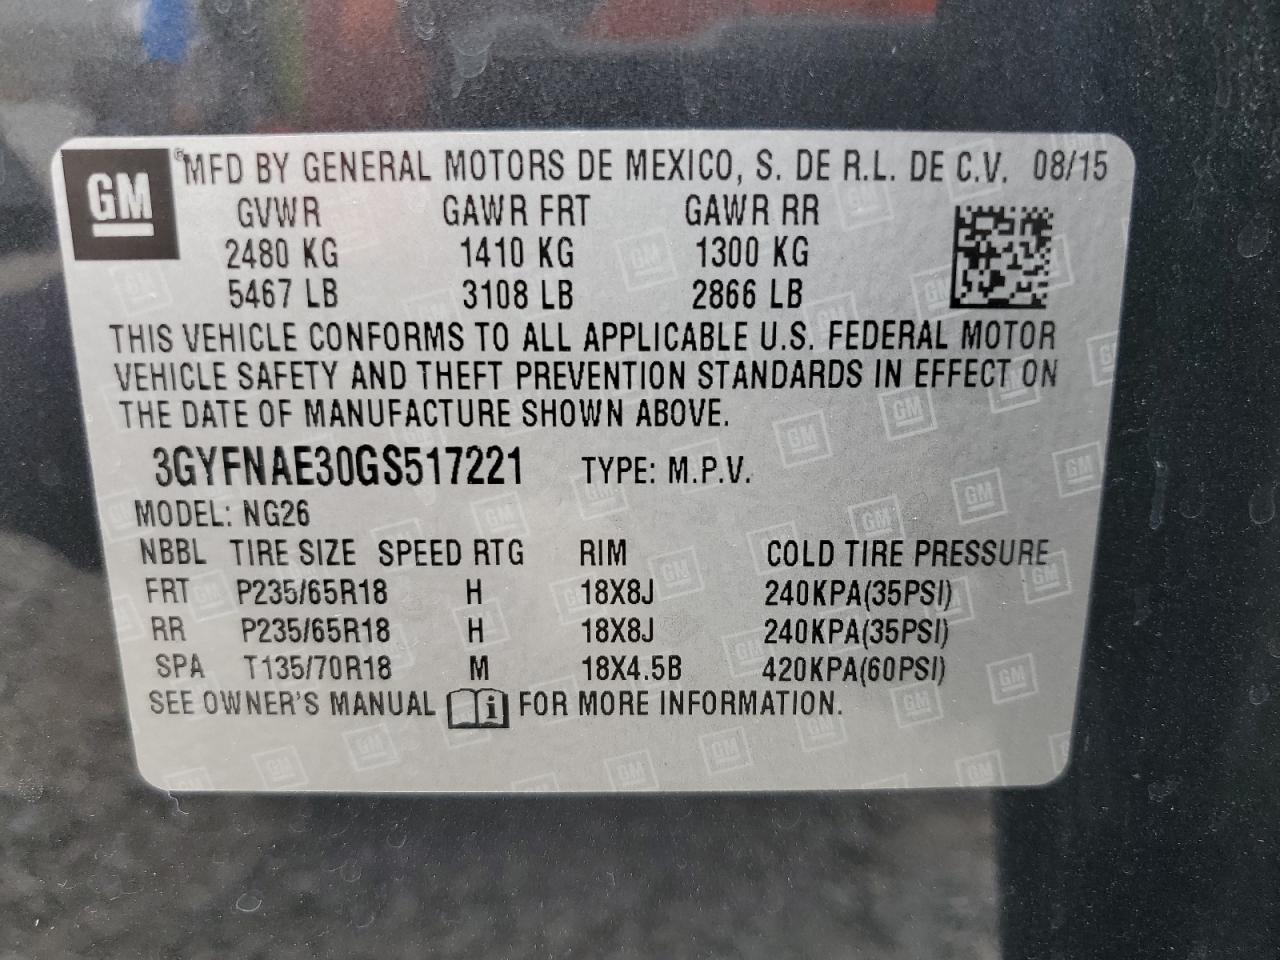 GM ® MFD BY GENERAL MOTORS DE MEXICO, S. DE R.L. DE C.V. 08/15
GVWR GAWR FRT GAWR RR
2480 KG 1410 KG 1300 KG
5467 LB 3108 LB 2866 LB
THIS VEHICLE CONFORMS TO ALL APPLICABLE U.S. FEDERAL MOTOR
VEHICLE SAFETY AND THEFT PREVENTION STANDARDS IN EFFECT ON
THE DATE OF MANUFACTURE SHOWN ABOVE.
3GYFNAE30GS517221 TYPE: M.P.V.
MODEL: NG26
NBBL TIRE SIZE SPEED RTG RIM COLD TIRE PRESSURE
FRT P235/65R18 H 18X8J 240KPA(35PSI)
RR P235/65R18 H 18X8J 240KPA(35PSI)
SPA T135/70R18 M 18X4.5B 420KPA(60PSI)
SEE OWNER'S MANUAL i FOR MORE INFORMATION.